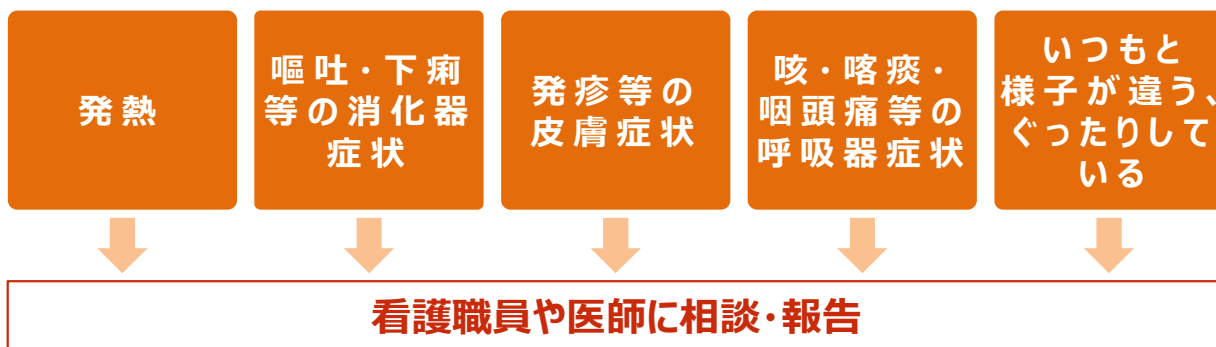 発熱
嘔吐・下痢
等の消化器
症状
発疹等の
皮膚症状
咳・喀痰・
咽頭痛等の
呼吸器症状
いつもと
様子が違う、
ぐったりして
いる
看護職員や医師に相談・報告